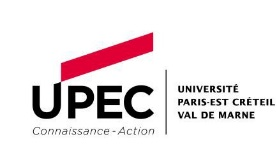 UPEC
Connaissance - Action
UNIVERSITÉ
PARIS-EST CRÉTEIL
VAL DE MARNE